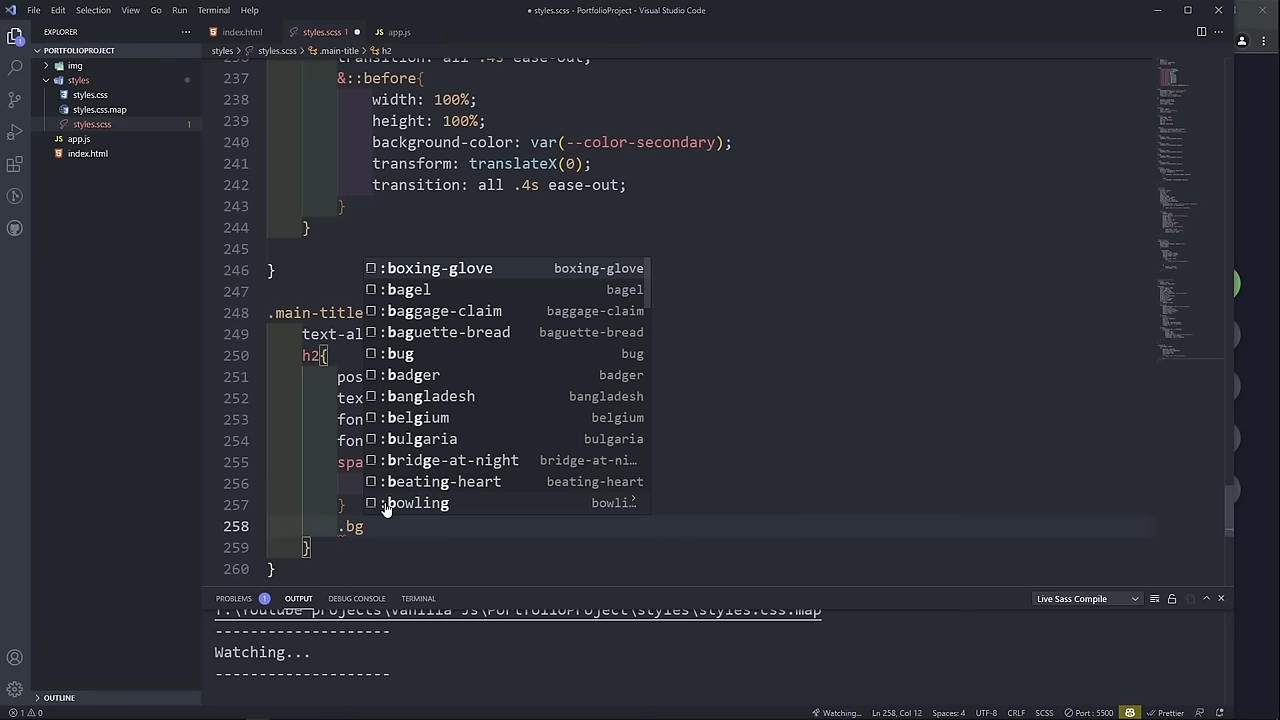 File Edit Selection View Go Run Terminal Help
● styles.scss - PortfolioProject - Visual Studio Code
EXPLORER
PORTFOLIOPROJECT
img
styles
styles.css
styles.css.map
styles.scss 1
app.js
index.html
OUTLINE
index.html
styles.scss 1
app.js
styles > styles.scss > .main-title > h2
transition: all .4s ease-out;
237 &::before{
238 width: 100%;
239 height: 100%;
240 background-color: var(--color-secondary);
241 transform: translateX(0);
242 transition: all .4s ease-out;
243 }
244 }
245
246 }
247
248 .main-title
249 text-al
250 h2{
251 pos
252 tex
253 fon
254 fon
255 spa
256
257 }
258 .bg
259 }
260 }
:boxing-glove boxing-glove
:bagel bagel
:baggage-claim baggage-claim
:baguette-bread baguette-bread
:bug bug
:badger badger
:bangladesh bangladesh
:belgium belgium
:bulgaria bulgaria
:bridge-at-night bridge-at-ni…
:beating-heart beating-heart
:bowling bowli…
PROBLEMS 1 OUTPUT DEBUG CONSOLE TERMINAL
Live Sass Compile
\Youtube-projects\Vanilla Js\PortfolioProject\styles\styles.css.map
-------------------
Watching...
-------------------
1 0
Watching... Ln 258, Col 12 Spaces: 4 UTF-8 CRLF SCSS Port : 5500 Prettier